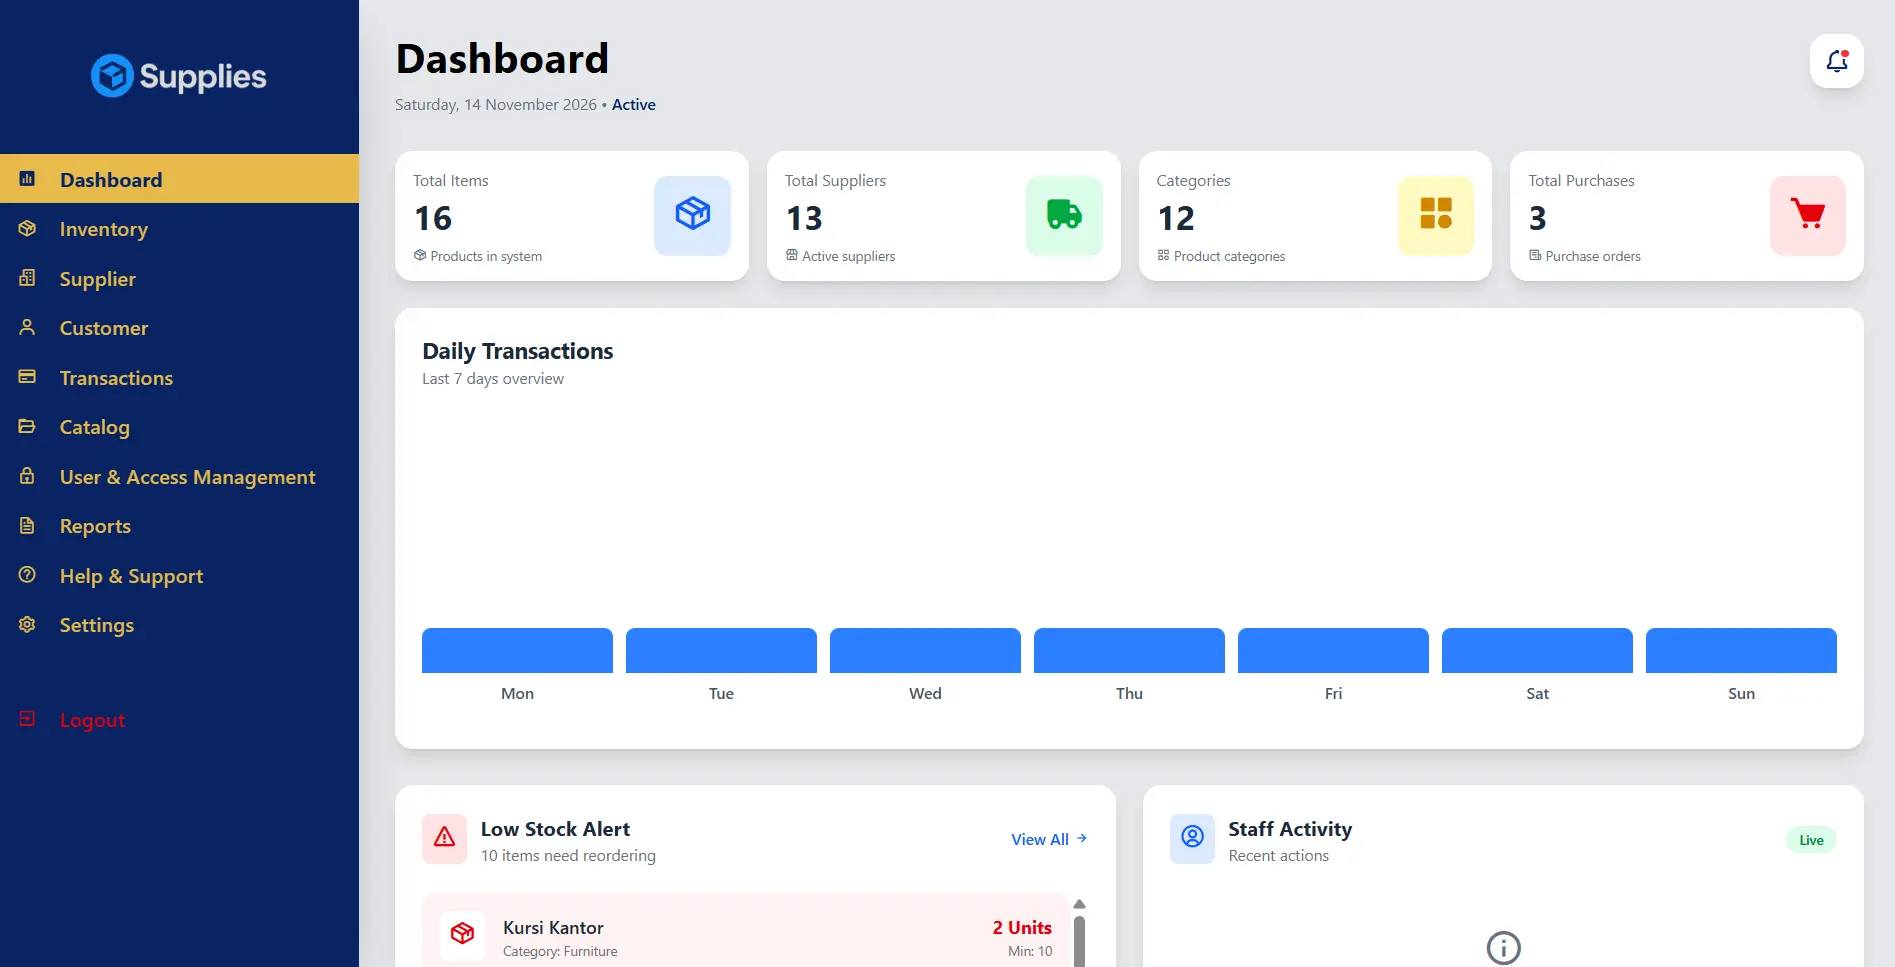 Supplies
Dashboard
Inventory
Supplier
Customer
Transactions
Catalog
User & Access Management
Reports
Help & Support
Settings
Logout
Dashboard
Saturday, 14 November 2026 • Active
Total Items
16
Products in system
Total Suppliers
13
Active suppliers
Categories
12
Product categories
Total Purchases
3
Purchase orders
Daily Transactions
Last 7 days overview
Mon Tue Wed Thu Fri Sat Sun
Low Stock Alert
10 items need reordering
View All
Kursi Kantor
Category: Furniture
2 Units
Min: 10
Staff Activity
Recent actions
Live